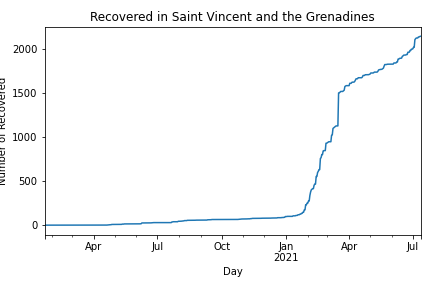 Recovered in Saint Vincent and the Grenadines
Number of Recovered
2000
1500
1000
500
0
Apr Jul Oct Jan Apr Jul
2021
Day